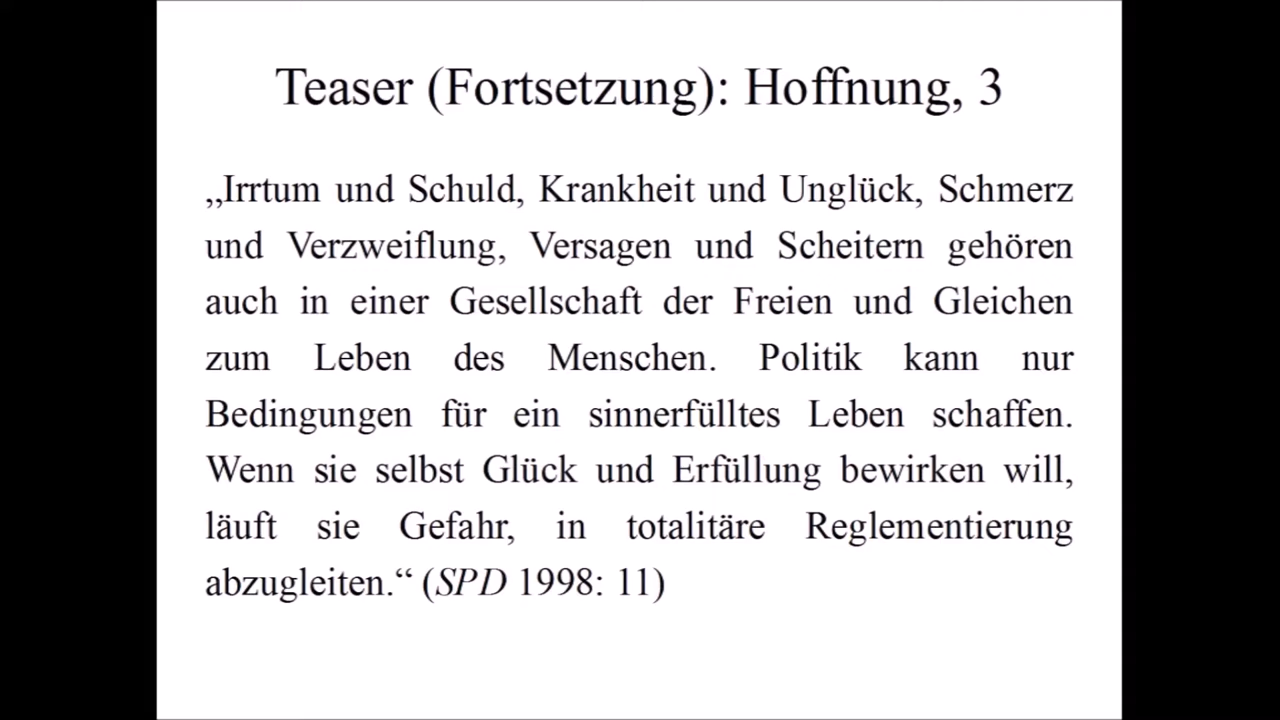 Teaser (Fortsetzung): Hoffnung, 3
„Irrtum und Schuld, Krankheit und Unglück, Schmerz
und Verzweiflung, Versagen und Scheitern gehören
auch in einer Gesellschaft der Freien und Gleichen
zum Leben des Menschen. Politik kann nur
Bedingungen für ein sinnerfülltes Leben schaffen.
Wenn sie selbst Glück und Erfüllung bewirken will,
läuft sie Gefahr, in totalitäre Reglementierung
abzugleiten.“ (SPD 1998: 11)